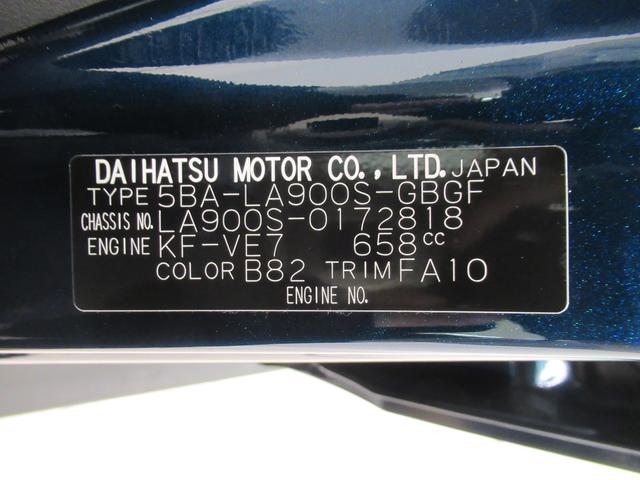 DAIHATSU MOTOR CO., LTD. JAPAN
TYPE 5BA-LA900S-GBGF
CHASSIS NO. LA900S-0172818
ENGINE KF-VE7 658cc
COLOR B82 TRIM FA10
ENGINE NO.